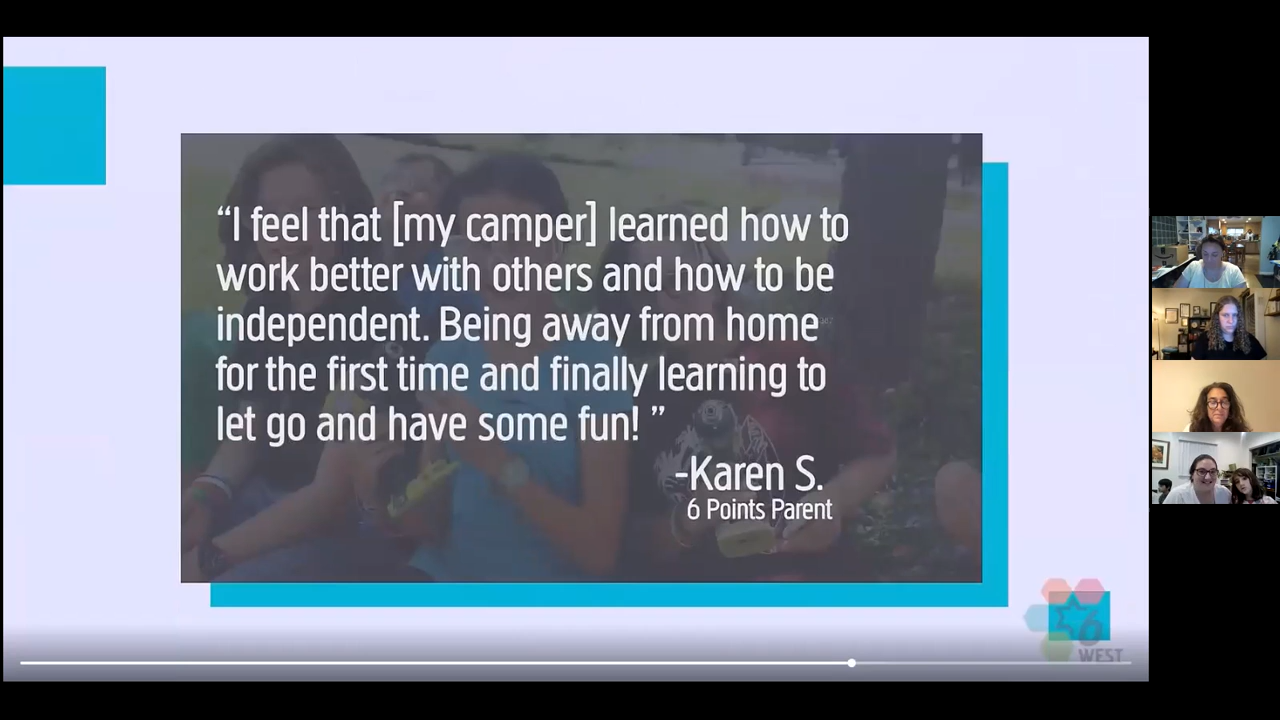 “I feel that [my camper] learned how to
work better with others and how to be
independent. Being away from home
for the first time and finally learning to
let go and have some fun! ”
-Karen S.
6 Points Parent
6
WEST